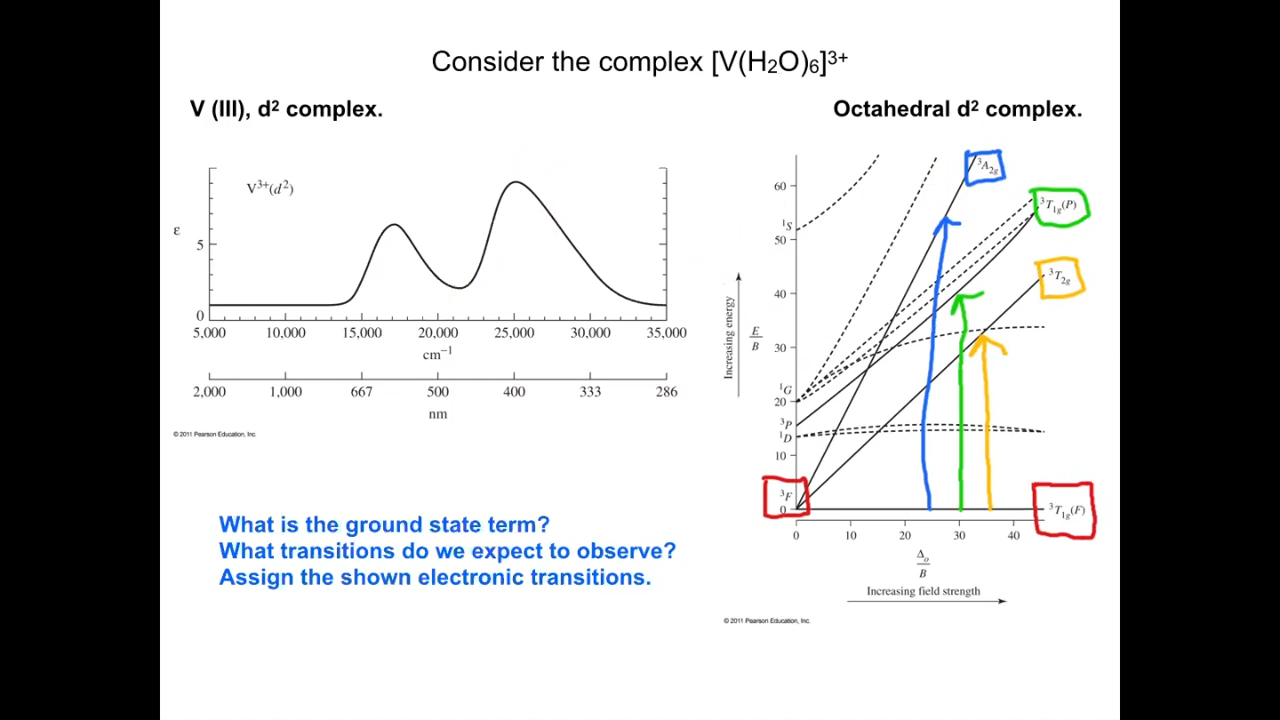 Consider the complex [V(H₂O)₆]³⁺
V (III), d² complex.
Octahedral d² complex.
V³⁺(d²)
ε
5
0
5,000 10,000 15,000 20,000 25,000 30,000 35,000
cm⁻¹
2,000 1,000 667 500 400 333 286
nm
© 2011 Pearson Education, Inc.
What is the ground state term?
What transitions do we expect to observe?
Assign the shown electronic transitions.
³A₂g
60
³T₁g(P)
¹S
50
³T₂g
40
Increasing energy
E
B
30
¹G
20
³P
¹D
10
³F
0
³T₁g(F)
0 10 20 30 40
Δₒ
B
Increasing field strength
© 2011 Pearson Education, Inc.